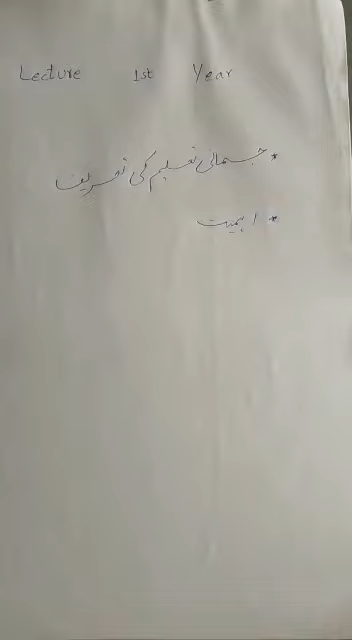 Lecture 1st Year
* جسمانی تعلیم کی تعریف
* اہمیت